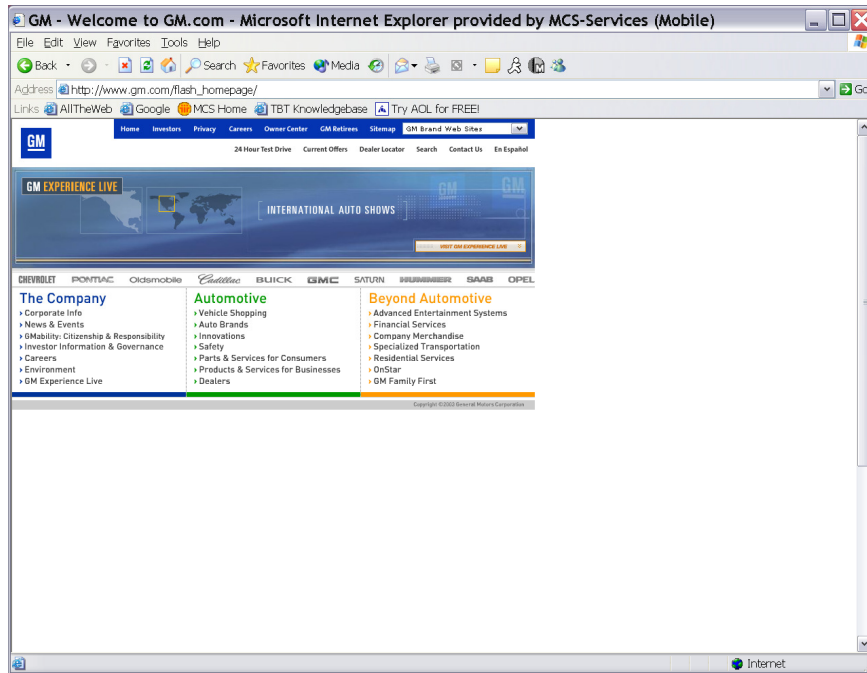 GM - Welcome to GM.com - Microsoft Internet Explorer provided by MCS-Services (Mobile)
File Edit View Favorites Tools Help
Back Search Favorites Media
Address http://www.gm.com/flash_homepage/ Go
Links AllTheWeb Google MCS Home TBT Knowledgebase Try AOL for FREE!
GM Home Investors Privacy Careers Owner Center GM Retirees Sitemap GM Brand Web Sites
24 Hour Test Drive Current Offers Dealer Locator Search Contact Us En Español
GM EXPERIENCE LIVE
GM GM
[ INTERNATIONAL AUTO SHOWS ]
VISIT GM EXPERIENCE LIVE
CHEVROLET PONTIAC Oldsmobile Cadillac BUICK GMC SATURN HUMMER SAAB OPEL
The Company Automotive Beyond Automotive
Corporate Info Vehicle Shopping Advanced Entertainment Systems
News & Events Auto Brands Financial Services
GMability: Citizenship & Responsibility Innovations Company Merchandise
Investor Information & Governance Safety Specialized Transportation
Careers Parts & Services for Consumers Residential Services
Environment Products & Services for Businesses OnStar
GM Experience Live Dealers GM Family First
Copyright ©2002 General Motors Corporation
Internet